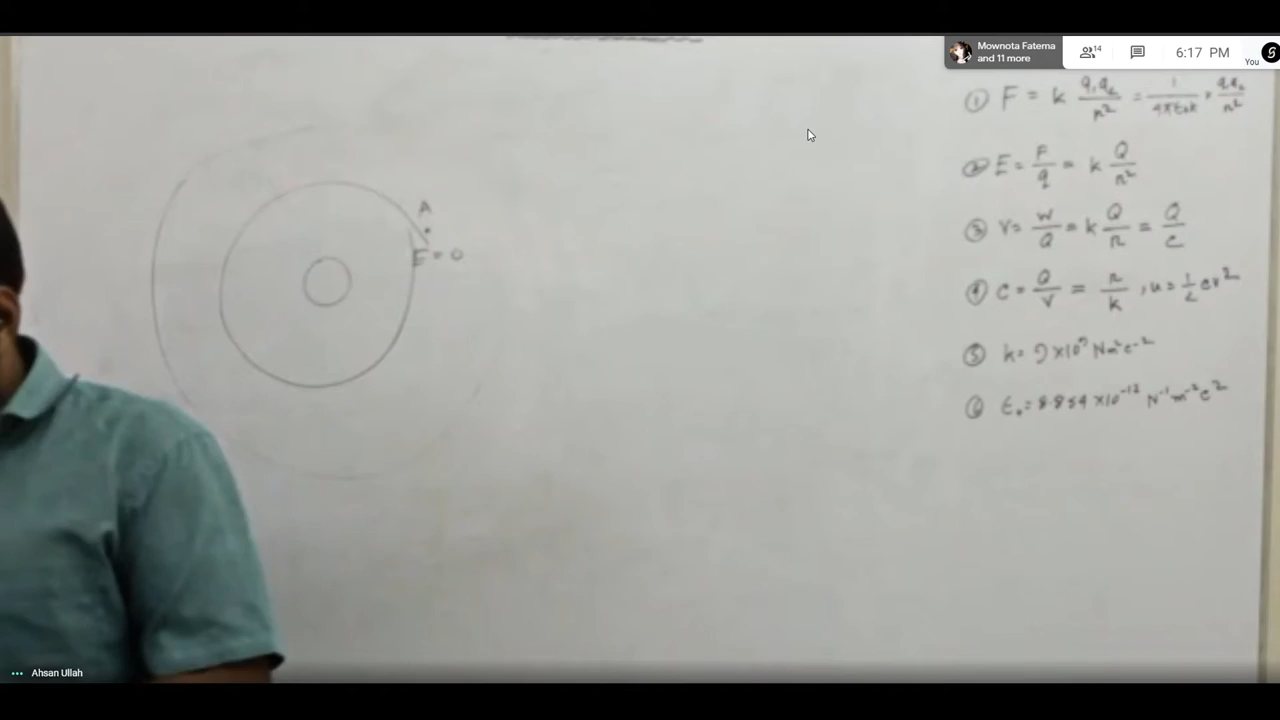 Mownota Fatema
and 11 more
14
6:17 PM
You
① F = k q₁q₂/r² = 1/4πε₀k × q₁q₂/r²
② E = F/q = k Q/r²
③ V = W/Q = k Q/r = Q/C
④ C = Q/V = r/k , u = 1/2 CV²
⑤ k = 9 × 10⁹ Nm²C⁻²
⑥ ε₀ = 8.854 × 10⁻¹² N⁻¹m⁻²C²
A
E = 0
Ahsan Ullah